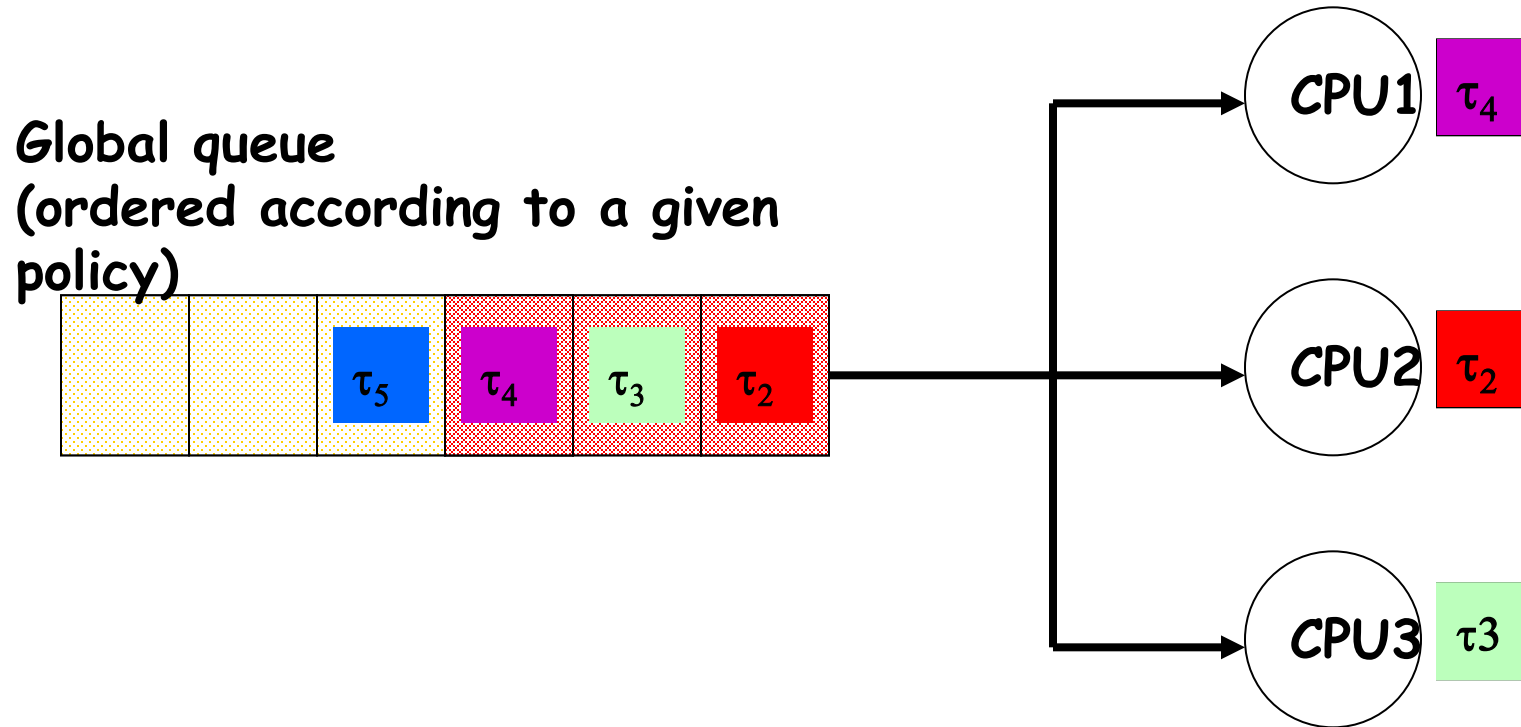 Global queue
(ordered according to a given
policy)
τ₅ τ₄ τ₃ τ₂
CPU1 τ₄
CPU2 τ₂
CPU3 τ3